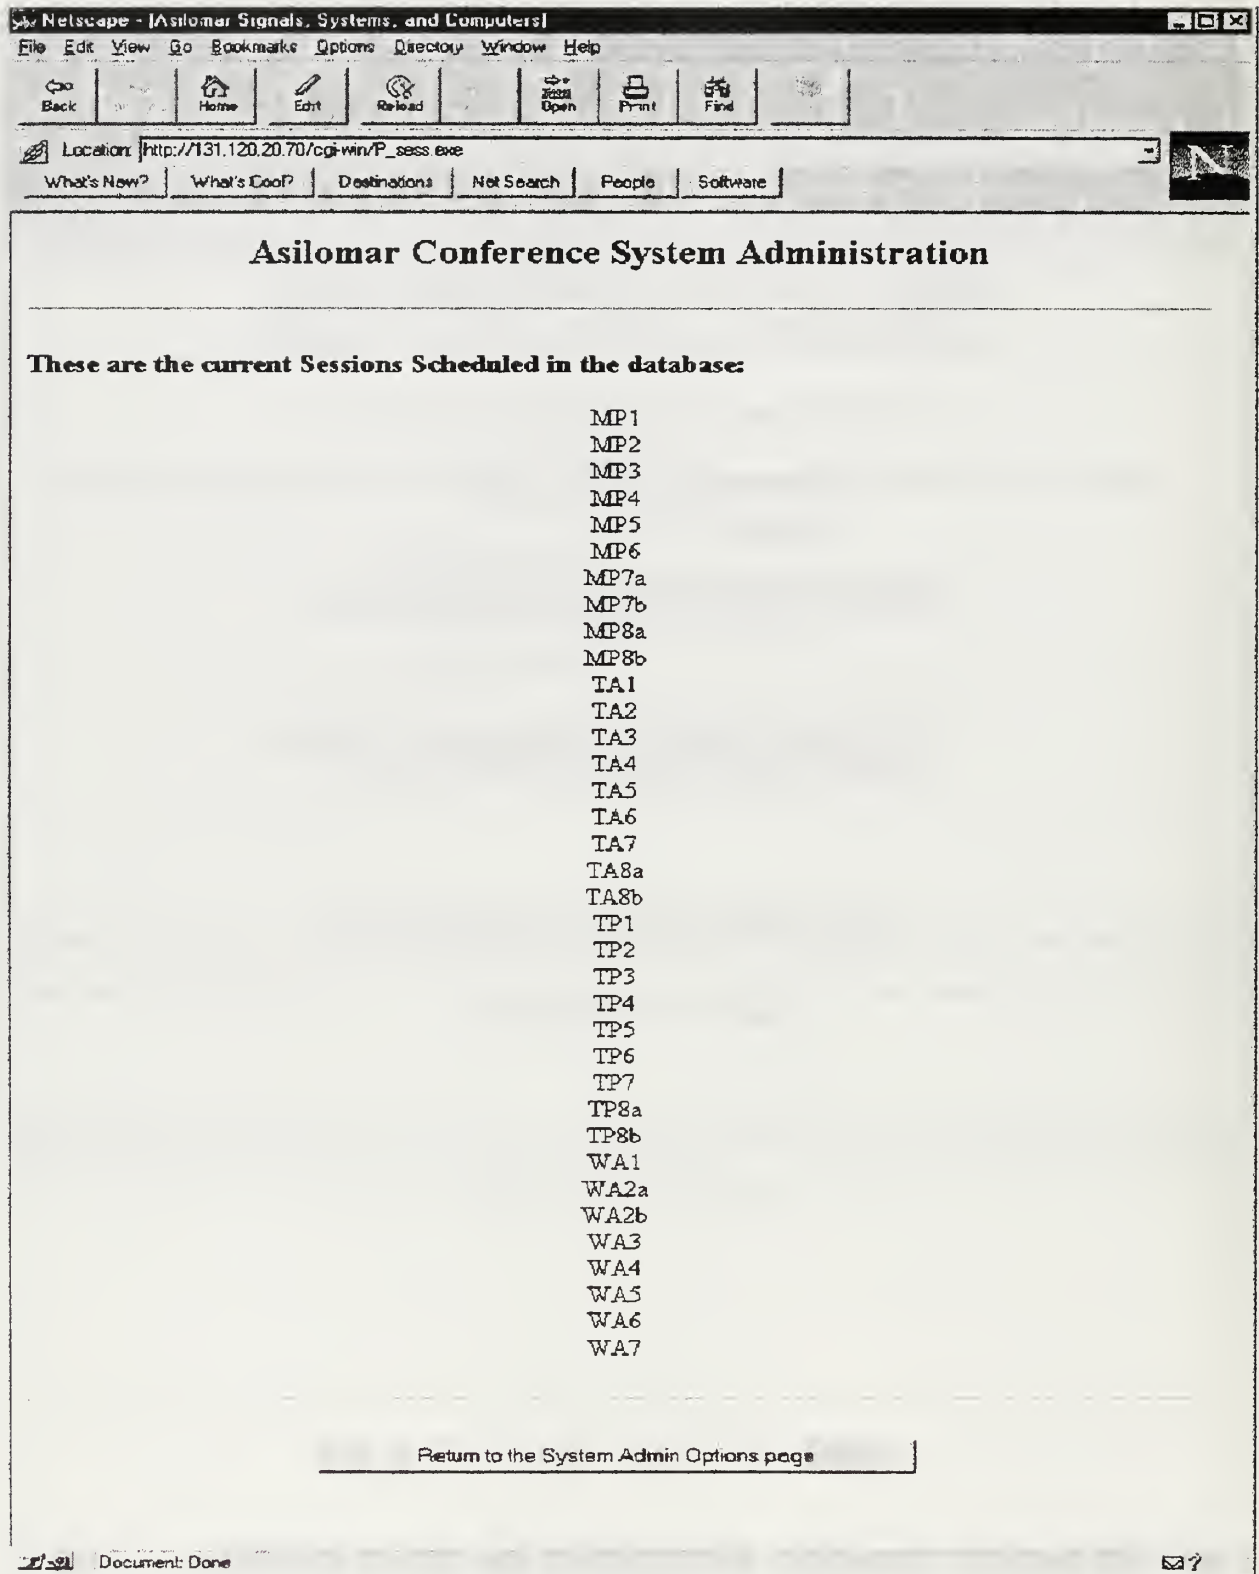 Netscape - [Asilomar Signals, Systems, and Computers]
File Edit View Go Bookmarks Options Directory Window Help
Back Home Edit Reload Open Print Find
Location: http://131.120.20.70/cgi-win/P_sess.exe
N
What's New? What's Cool? Destinations Net Search People Software
Asilomar Conference System Administration
These are the current Sessions Scheduled in the database:
MP1
MP2
MP3
MP4
MP5
MP6
MP7a
MP7b
MP8a
MP8b
TA1
TA2
TA3
TA4
TA5
TA6
TA7
TA8a
TA8b
TP1
TP2
TP3
TP4
TP5
TP6
TP7
TP8a
TP8b
WA1
WA2a
WA2b
WA3
WA4
WA5
WA6
WA7
Return to the System Admin Options page
Document: Done
?